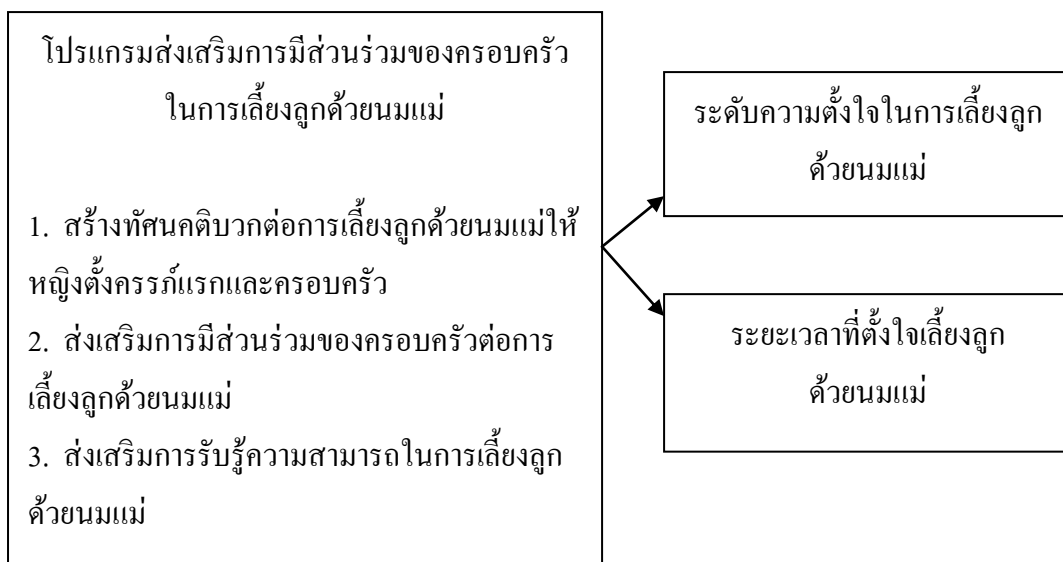 โปรแกรมส่งเสริมการมีส่วนร่วมของครอบครัว
ในการเลี้ยงลูกด้วยนมแม่
1. สร้างทัศนคติบวกต่อการเลี้ยงลูกด้วยนมแม่ให้
หญิงตั้งครรภ์แรกและครอบครัว
2. ส่งเสริมการมีส่วนร่วมของครอบครัวต่อการ
เลี้ยงลูกด้วยนมแม่
3. ส่งเสริมการรับรู้ความสามารถในการเลี้ยงลูก
ด้วยนมแม่
ระดับความตั้งใจในการเลี้ยงลูก
ด้วยนมแม่
ระยะเวลาที่ตั้งใจเลี้ยงลูก
ด้วยนมแม่